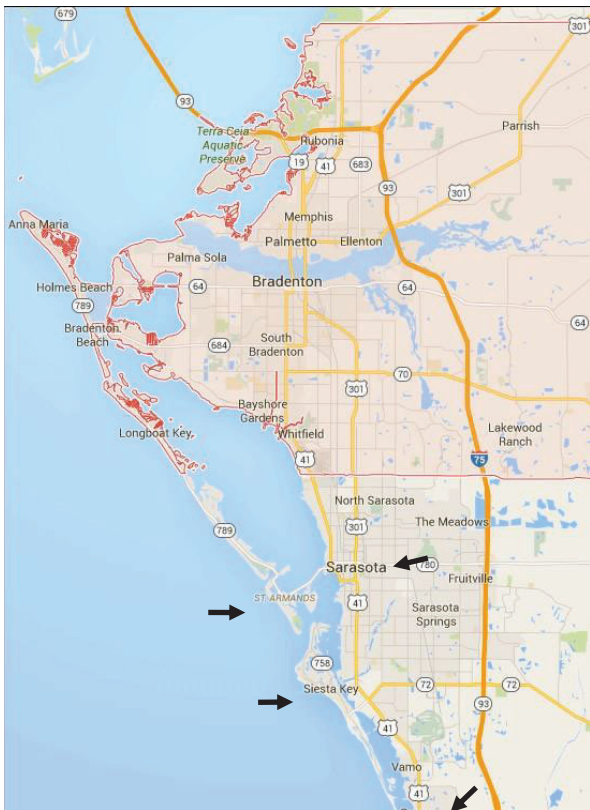 679
301
41
93
Parrish
Terra Ceia
Aquatic
Preserve
Rubonia
19
41
683
93
301
Memphis
Anna Maria
Palmetto
Ellenton
Palma Sola
Bradenton
Holmes Beach
64
64
789
64
Bradenton
Beach
South
Bradenton
684
70
301
Bayshore
Gardens
Longboat Key
Whitfield
Lakewood
Ranch
41
75
North Sarasota
789
301
The Meadows
Sarasota
780
Fruitville
ST ARMANDS
41
Sarasota
Springs
758
Siesta Key
72
72
93
41
Vamo
41